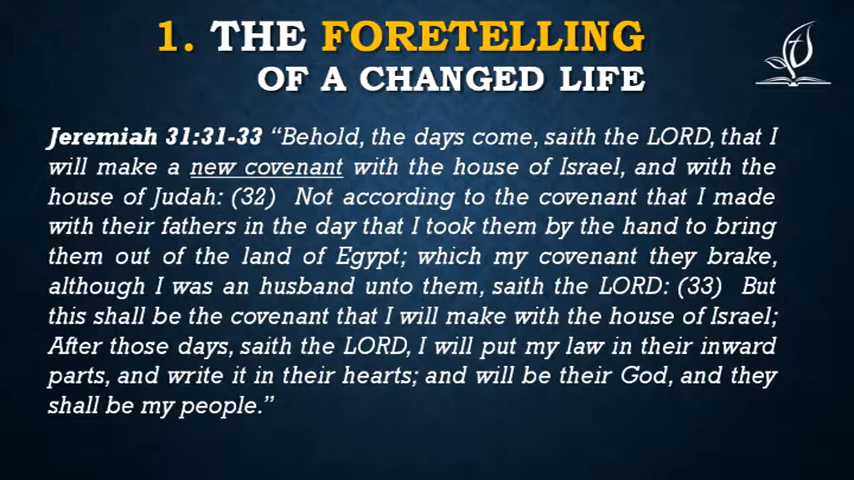 1. THE FORETELLING
OF A CHANGED LIFE
Jeremiah 31:31-33 “Behold, the days come, saith the LORD, that I
will make a new covenant with the house of Israel, and with the
house of Judah: (32) Not according to the covenant that I made
with their fathers in the day that I took them by the hand to bring
them out of the land of Egypt; which my covenant they brake,
although I was an husband unto them, saith the LORD: (33) But
this shall be the covenant that I will make with the house of Israel;
After those days, saith the LORD, I will put my law in their inward
parts, and write it in their hearts; and will be their God, and they
shall be my people.”